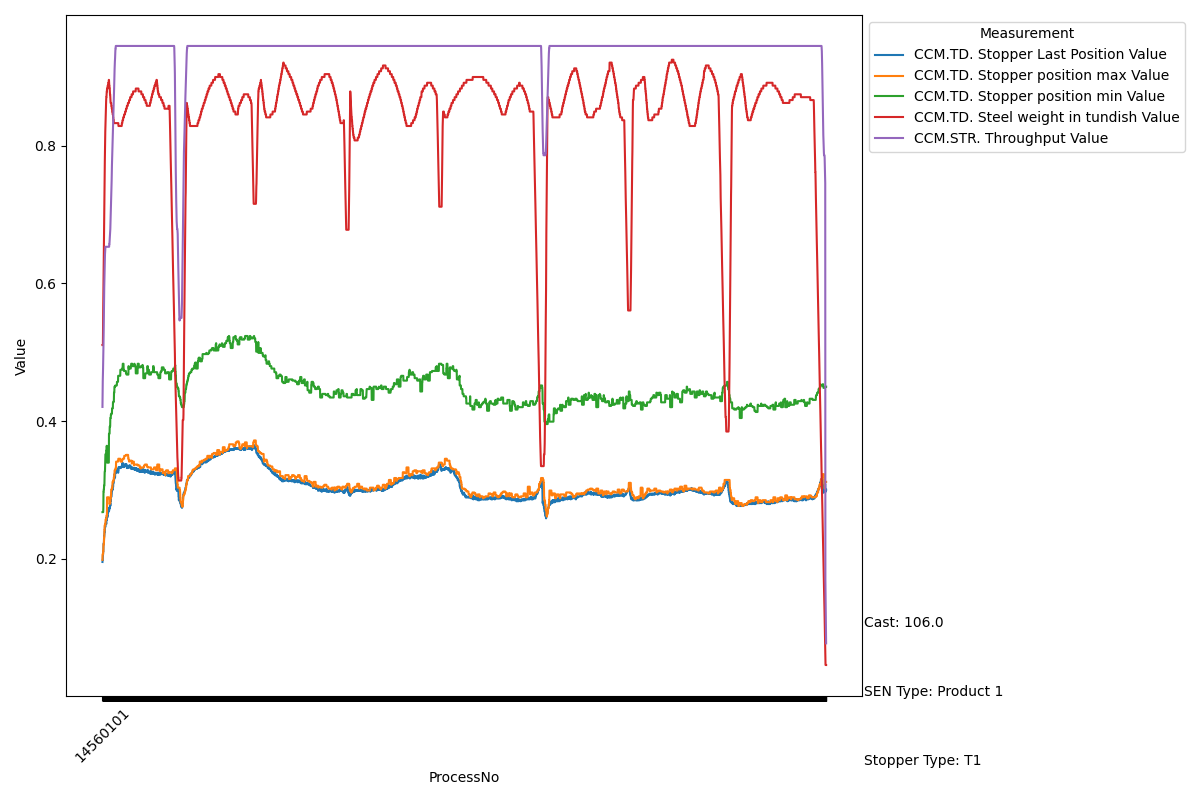 Measurement
CCM.TD. Stopper Last Position Value
CCM.TD. Stopper position max Value
CCM.TD. Stopper position min Value
CCM.TD. Steel weight in tundish Value
CCM.STR. Throughput Value
Value
0.8
0.6
0.4
0.2
14560101
ProcessNo
Cast: 106.0
SEN Type: Product 1
Stopper Type: T1